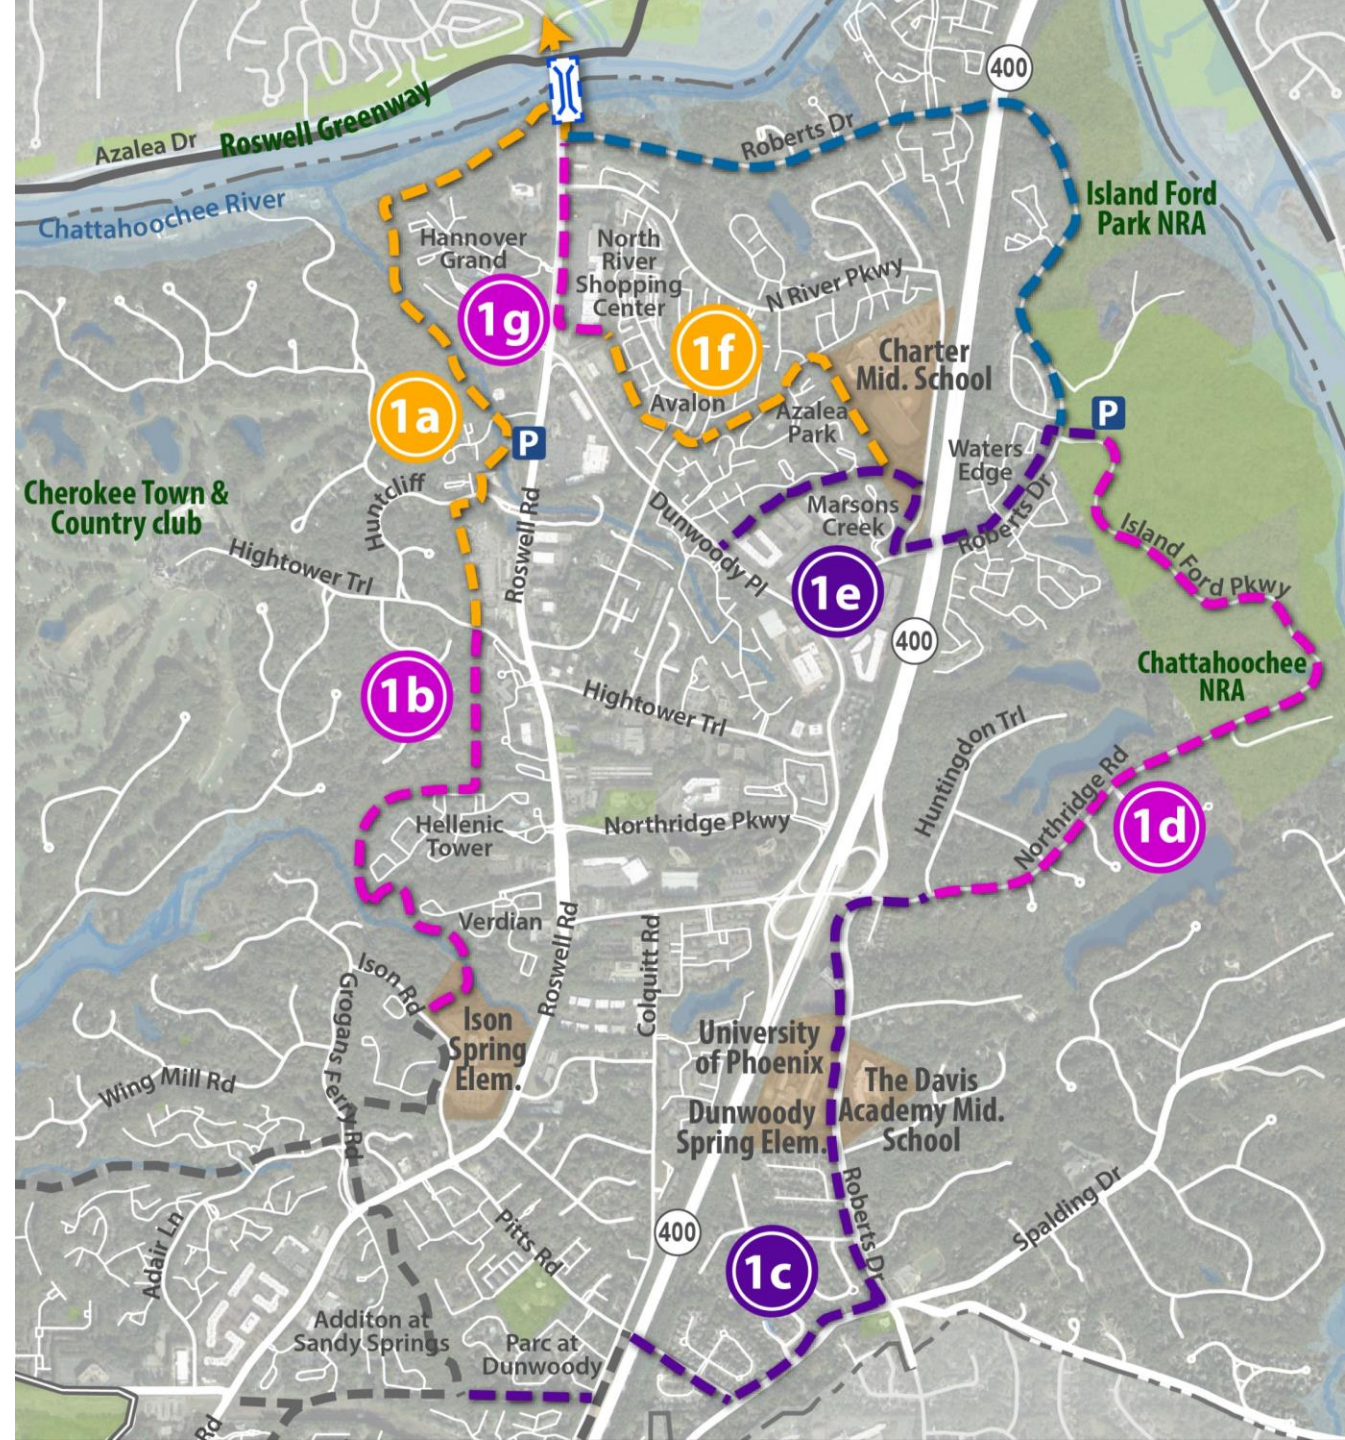 400
Azalea Dr
Roswell Greenway
Roberts Dr
Chattahoochee River
Island Ford
Park NRA
Hannover
Grand
North
River
Shopping
Center
N River Pkwy
1g
1f
Charter
Mid. School
1a
Avalon
Azalea
Park
P
P
Waters
Edge
Cherokee Town &
Country club
Huntcliff
Roswell Rd
Dunwoody Pl
Marsons
Creek
Roberts Dr
Island Ford Pkwy
Hightower Trl
1e
400
Chattahoochee
NRA
1b
Hightower Trl
Huntingdon Trl
Northridge Rd
1d
Hellenic
Tower
Northridge Pkwy
Verdian
Roswell Rd
Colquitt Rd
Ison Rd
Grogans Ferry Rd
Ison
Spring
Elem.
University
of Phoenix
Wing Mill Rd
The Davis
Academy Mid.
School
Dunwoody
Spring Elem.
Roberts Dr
Spalding Dr
Adair Ln
Pitts Rd
400
1c
Additon at
Sandy Springs
Parc at
Dunwoody
Rd